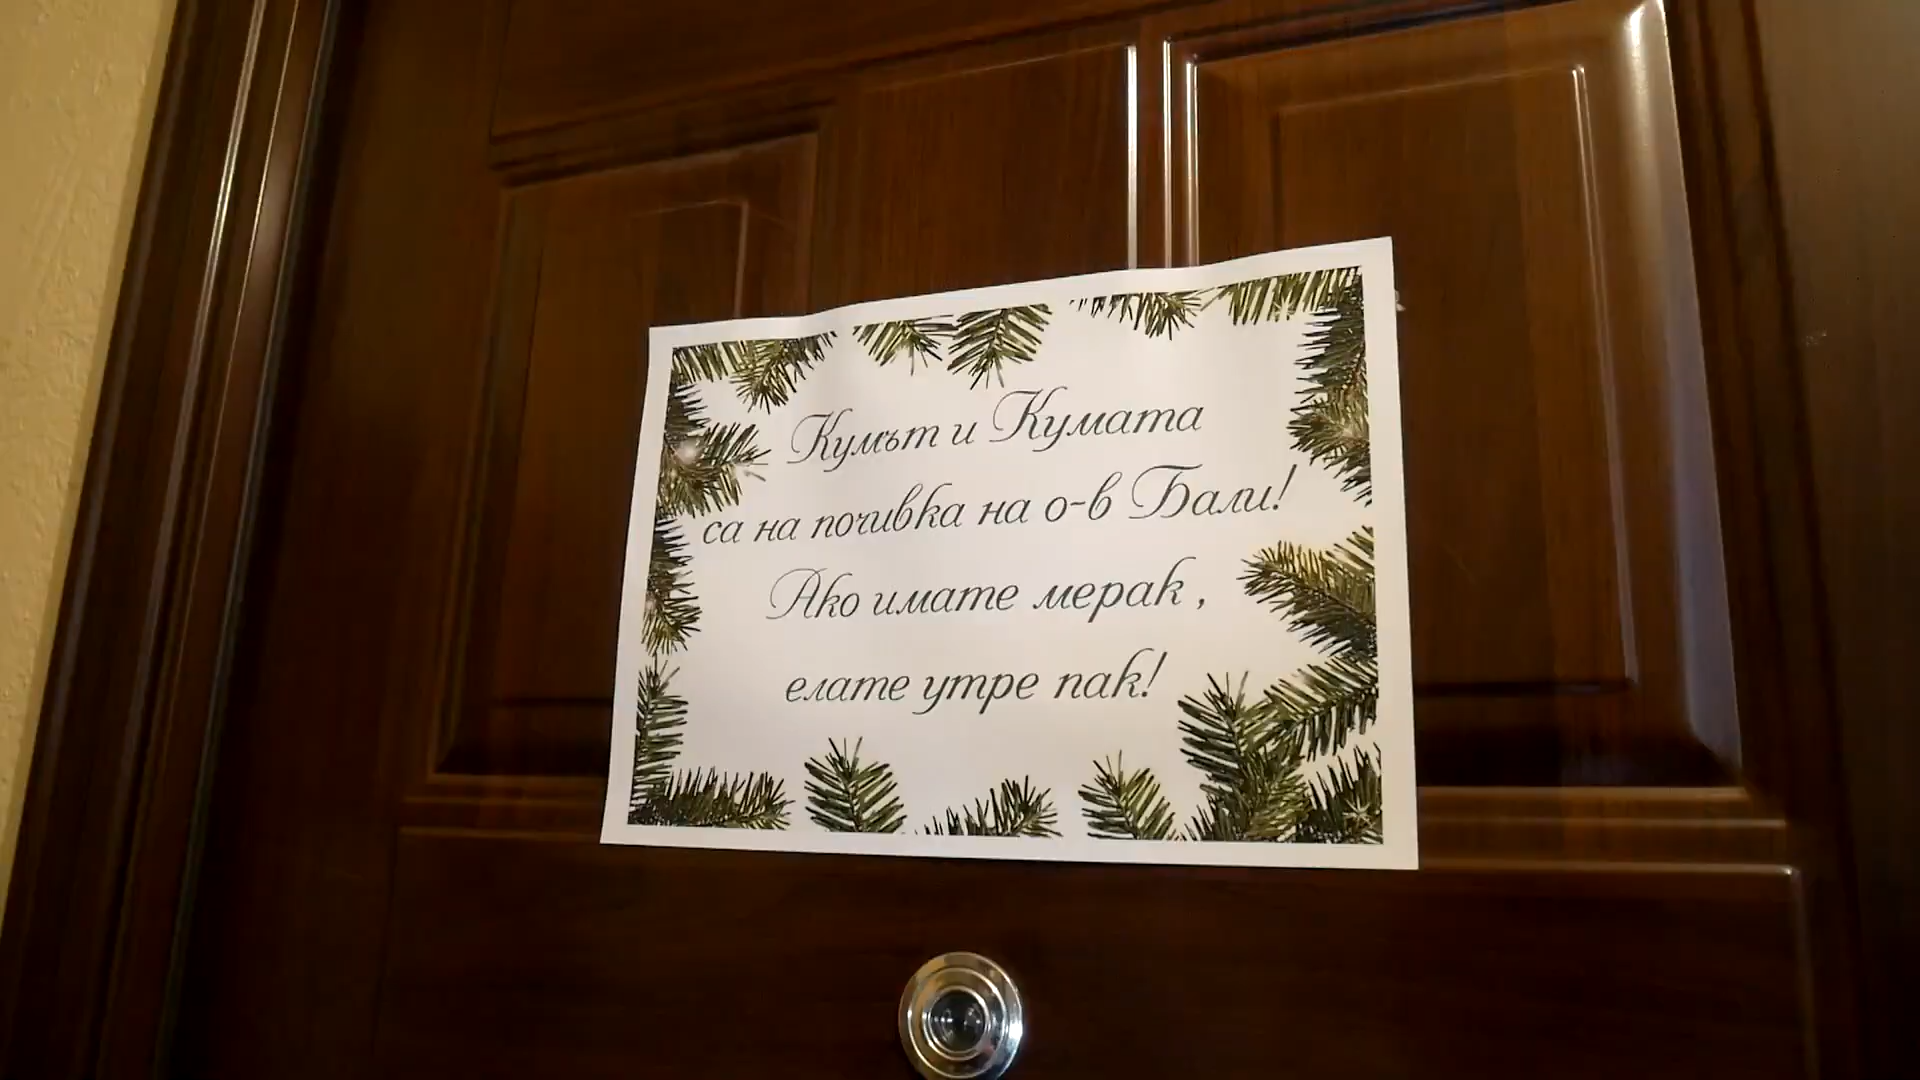 Кумът и Кумата
са на почивка на о-в Бали!
Ако имате мерак ,
елате утре пак!